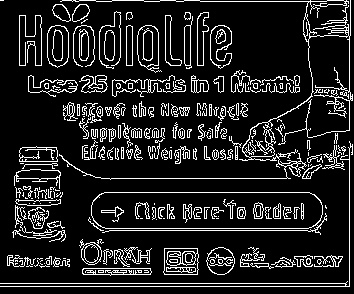 HoodiaLife
Lose 25 pounds in 1 Month!
Discover the New Miracle
Supplement for Safe,
Effective Weight Loss!
Click Here To Order!
Featured on: OPRAH 60 abc TODAY